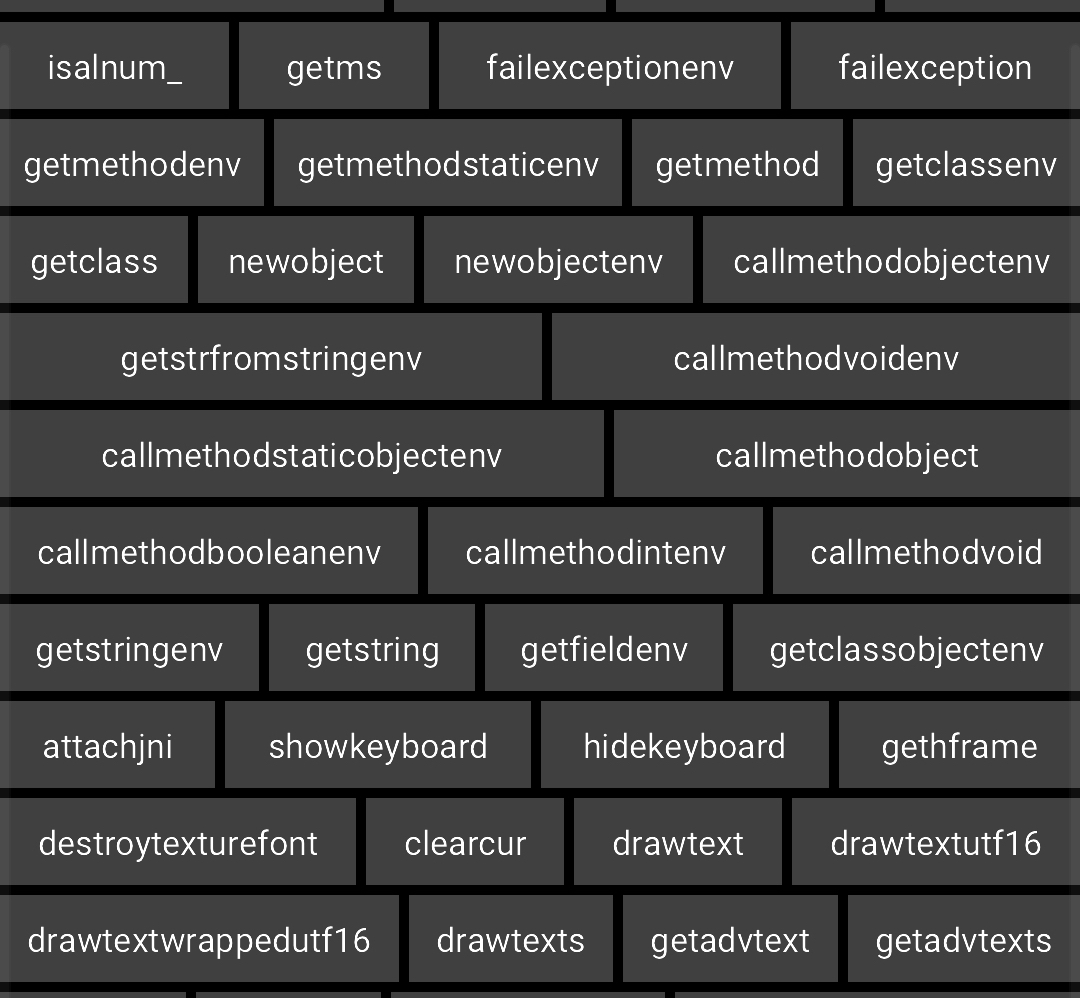 isalnum_ getms failexceptionenv failexception
getmethodenv getmethodstaticenv getmethod getclassenv
getclass newobject newobjectenv callmethodobjectenv
getstrfromstringenv callmethodvoidenv
callmethodstaticobjectenv callmethodobject
callmethodbooleanenv callmethodintenv callmethodvoid
getstringenv getstring getfieldenv getclassobjectenv
attachjni showkeyboard hidekeyboard gethframe
destroytexturefont clearcur drawtext drawtextutf16
drawtextwrappedutf16 drawtexts getadvtext getadvtexts